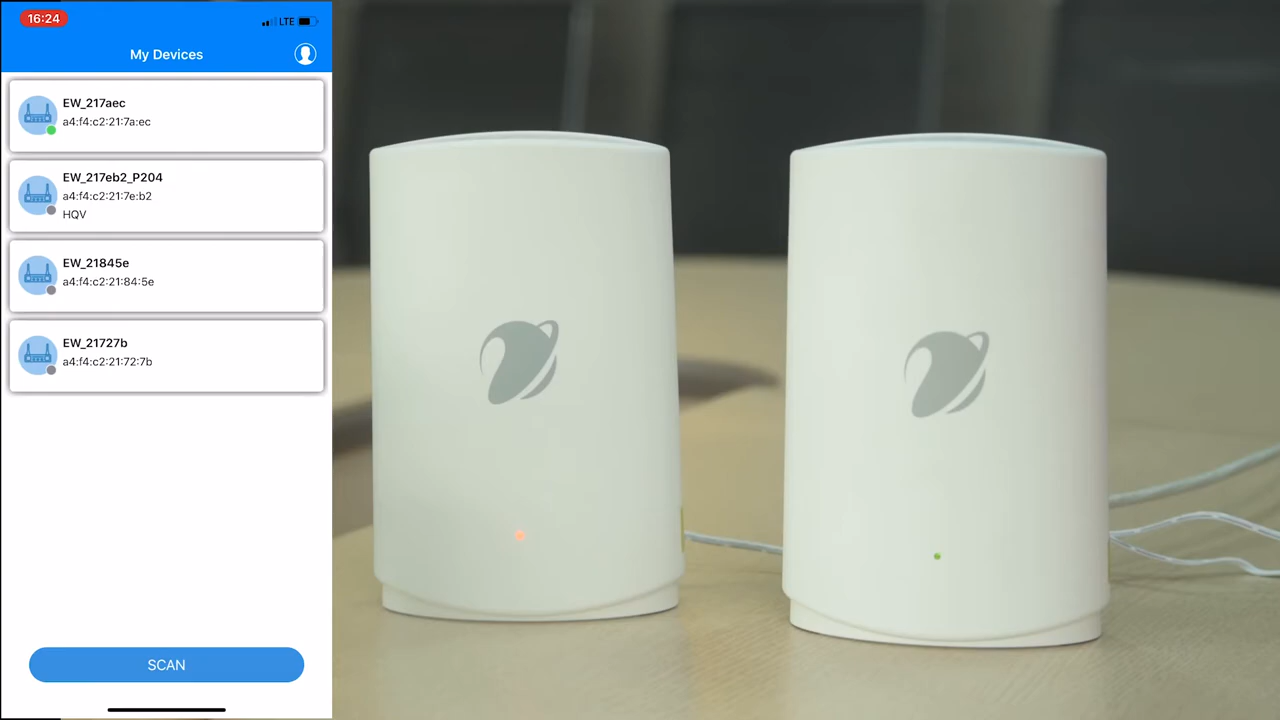 16:24
LTE
My Devices
EW_217aec
a4:f4:c2:21:7a:ec
EW_217eb2_P204
a4:f4:c2:21:7e:b2
HQV
EW_21845e
a4:f4:c2:21:84:5e
EW_21727b
a4:f4:c2:21:72:7b
SCAN